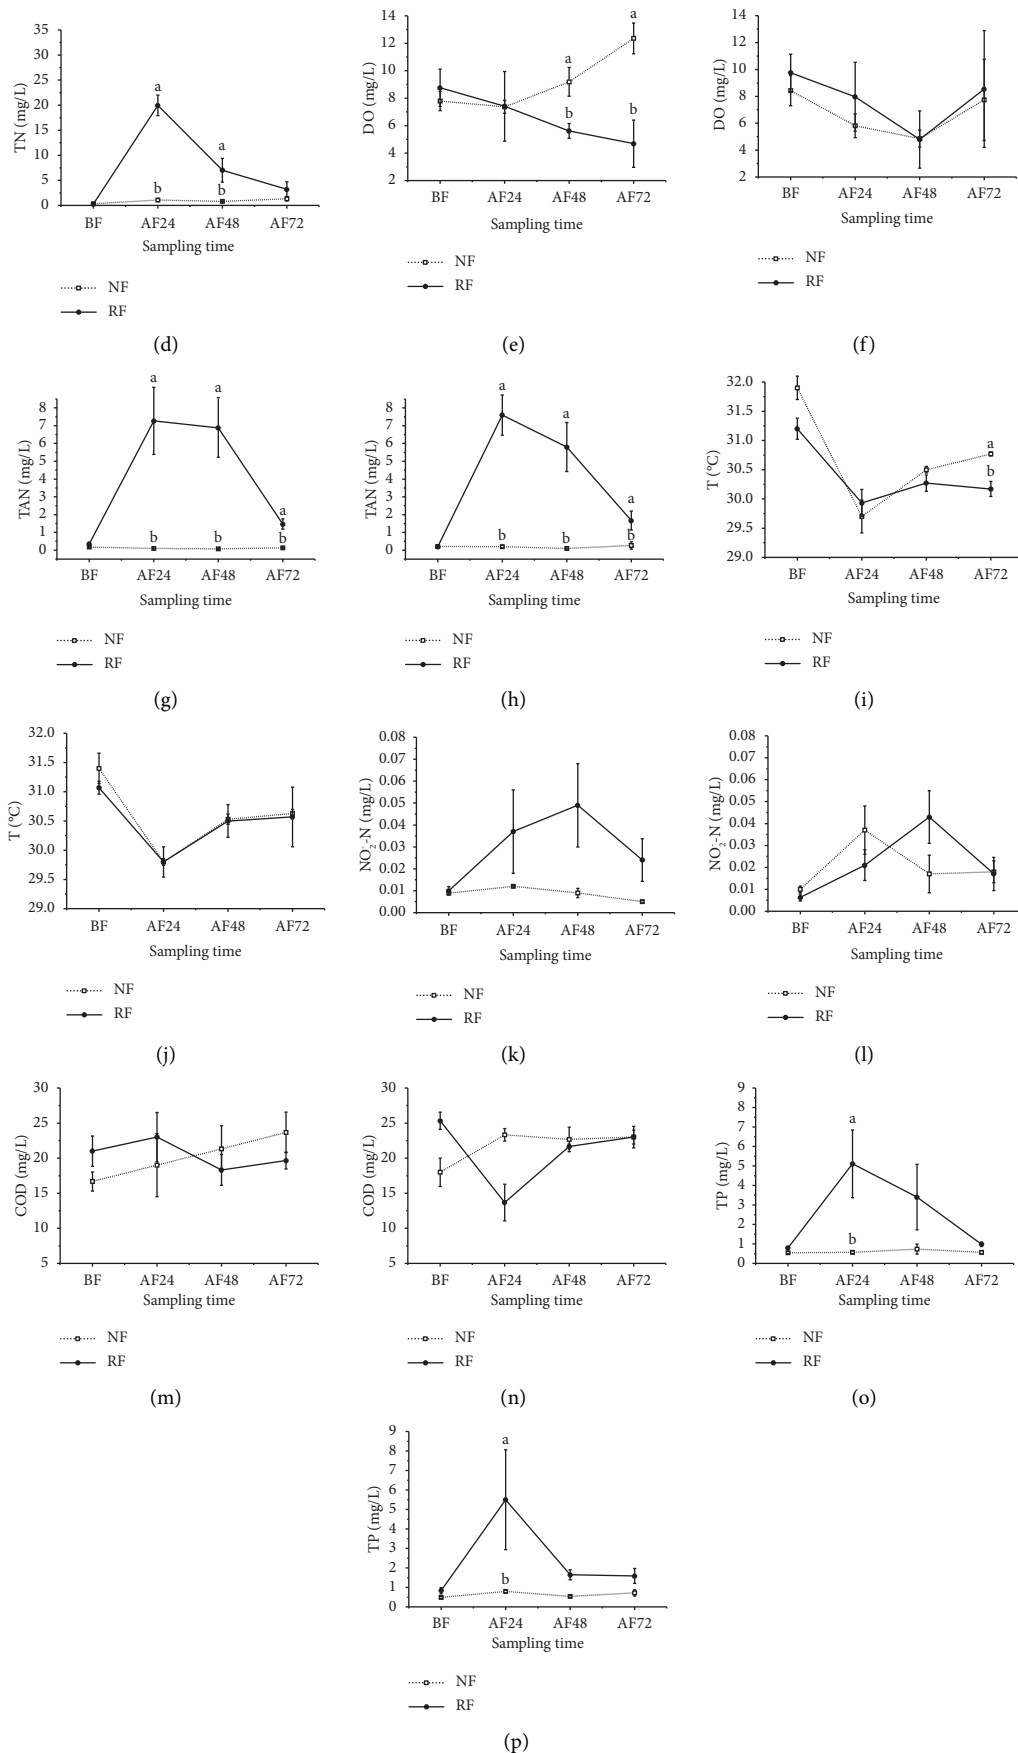 35
30
25
20
15
10
5
0
TN (mg/L)
a
a
b
b
BF
AF24
AF48
AF72
Sampling time
NF
RF
(d)
14
12
10
8
6
4
2
DO (mg/L)
a
a
b
b
BF
AF24
AF48
AF72
Sampling time
NF
RF
(e)
14
12
10
8
6
4
2
DO (mg/L)
BF
AF24
AF48
AF72
Sampling time
NF
RF
(f)
8
7
6
5
4
3
2
1
0
TAN (mg/L)
a
a
a
b
b
b
BF
AF24
AF48
AF72
Sampling time
NF
RF
(g)
8
7
6
5
4
3
2
1
0
TAN (mg/L)
a
a
a
b
b
b
BF
AF24
AF48
AF72
Sampling time
NF
RF
(h)
32.0
31.5
31.0
30.5
30.0
29.5
29.0
T (°C)
a
b
BF
AF24
AF48
AF72
Sampling time
NF
RF
(i)
32.0
31.5
31.0
30.5
30.0
29.5
29.0
T (°C)
BF
AF24
AF48
AF72
Sampling time
NF
RF
(j)
0.08
0.07
0.06
0.05
0.04
0.03
0.02
0.01
0.00
NO₂⁻-N (mg/L)
BF
AF24
AF48
AF72
Sampling time
NF
RF
(k)
0.08
0.07
0.06
0.05
0.04
0.03
0.02
0.01
0.00
NO₂⁻-N (mg/L)
BF
AF24
AF48
AF72
Sampling time
NF
RF
(l)
30
25
20
15
10
5
COD (mg/L)
BF
AF24
AF48
AF72
Sampling time
NF
RF
(m)
30
25
20
15
10
5
COD (mg/L)
BF
AF24
AF48
AF72
Sampling time
NF
RF
(n)
9
8
7
6
5
4
3
2
1
0
TP (mg/L)
a
b
BF
AF24
AF48
AF72
Sampling time
NF
RF
(o)
9
8
7
6
5
4
3
2
1
0
TP (mg/L)
a
b
BF
AF24
AF48
AF72
Sampling time
NF
RF
(p)